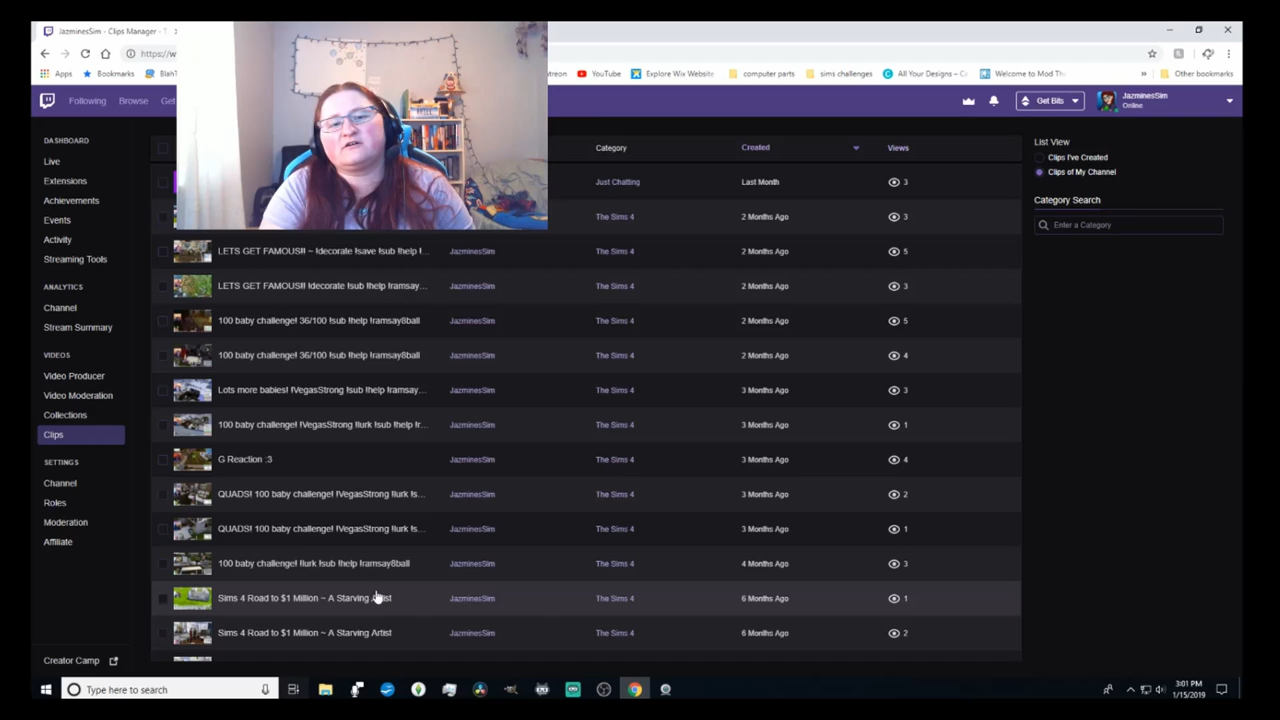 JazminesSim - Clips Manager - T
https://w
Apps Bookmarks BlahT treon YouTube Explore Wix Website computer parts sims challenges All Your Designs – C Welcome to Mod Th » Other bookmarks
Following Browse Get Get Bits JazminesSim
Online
DASHBOARD
Live
Extensions
Achievements
Events
Activity
Streaming Tools
ANALYTICS
Channel
Stream Summary
VIDEOS
Video Producer
Video Moderation
Collections
Clips
SETTINGS
Channel
Roles
Moderation
Affiliate
Creator Camp
Category Created Views
Just Chatting Last Month 3
The Sims 4 2 Months Ago 3
LETS GET FAMOUS!! ~ !decorate !save !sub !help !... JazminesSim The Sims 4 2 Months Ago 5
LETS GET FAMOUS!! !decorate !sub !help !ramsay... JazminesSim The Sims 4 2 Months Ago 3
100 baby challenge! 36/100 !sub !help !ramsay8ball JazminesSim The Sims 4 2 Months Ago 5
100 baby challenge! 36/100 !sub !help !ramsay8ball JazminesSim The Sims 4 2 Months Ago 4
Lots more babies! !VegasStrong !sub !help !ramsay... JazminesSim The Sims 4 3 Months Ago 3
100 baby challenge! !VegasStrong !lurk !sub !help !r... JazminesSim The Sims 4 3 Months Ago 1
G Reaction :3 JazminesSim The Sims 4 3 Months Ago 4
QUADS! 100 baby challenge! !VegasStrong !lurk !s... JazminesSim The Sims 4 3 Months Ago 2
QUADS! 100 baby challenge! !VegasStrong !lurk !s... JazminesSim The Sims 4 3 Months Ago 1
100 baby challenge! !lurk !sub !help !ramsay8ball JazminesSim The Sims 4 4 Months Ago 3
Sims 4 Road to $1 Million ~ A Starving Artist JazminesSim The Sims 4 6 Months Ago 1
Sims 4 Road to $1 Million ~ A Starving Artist JazminesSim The Sims 4 6 Months Ago 2
List View
Clips I've Created
Clips of My Channel
Category Search
Enter a Category
Type here to search
3:01 PM
1/15/2019